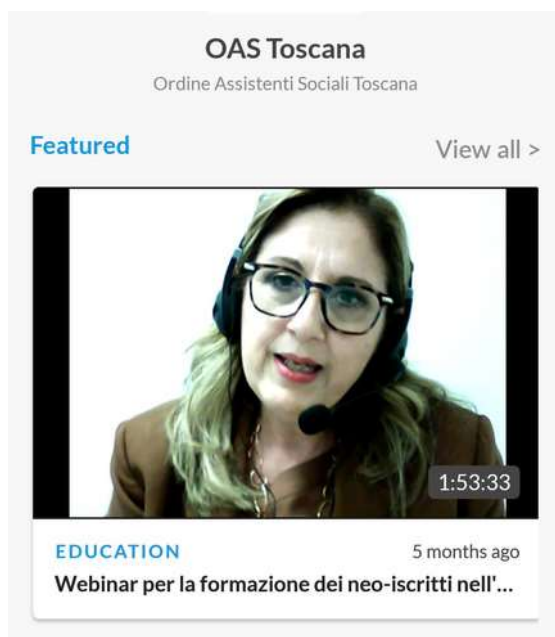 OAS Toscana
Ordine Assistenti Sociali Toscana
Featured
View all >
1:53:33
EDUCATION
5 months ago
Webinar per la formazione dei neo-iscritti nell'...